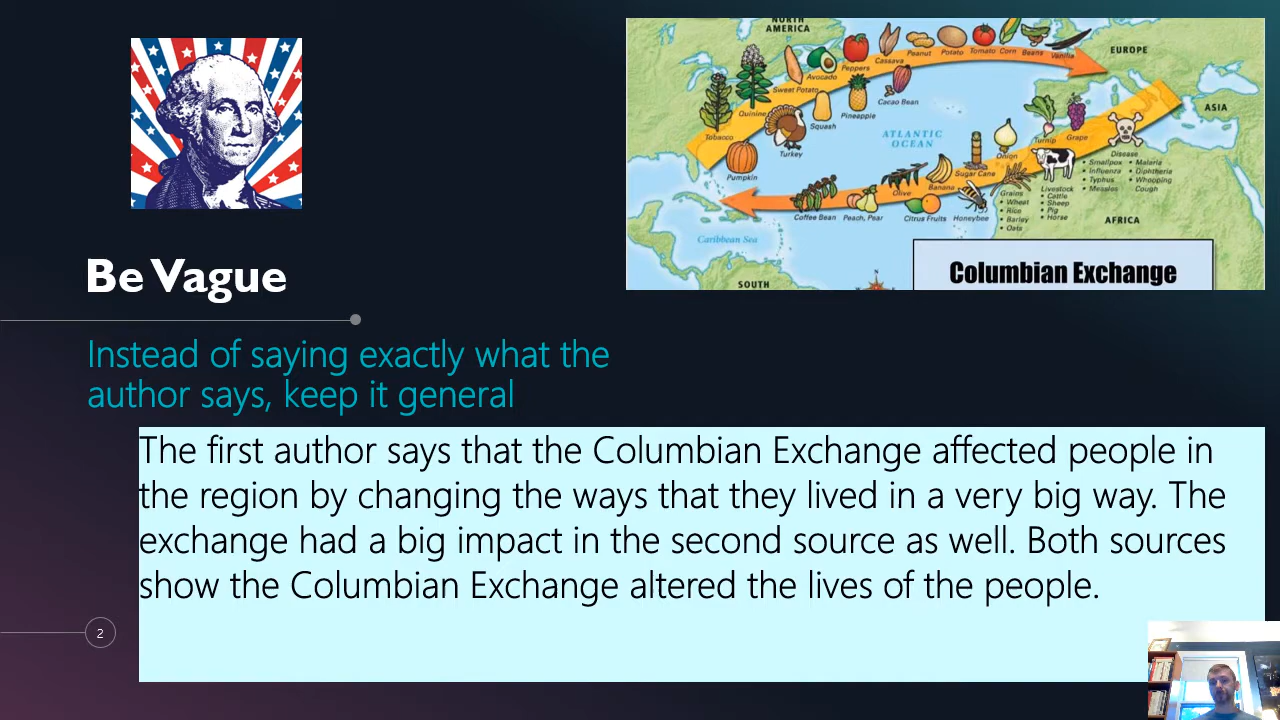 Be Vague
Instead of saying exactly what the
author says, keep it general
The first author says that the Columbian Exchange affected people in
the region by changing the ways that they lived in a very big way. The
exchange had a big impact in the second source as well. Both sources
show the Columbian Exchange altered the lives of the people.
2
NORTH
AMERICA
EUROPE
ASIA
AFRICA
SOUTH
ATLANTIC
OCEAN
Caribbean Sea
Tobacco
Quinine
Sweet Potato
Avocado
Peppers
Cassava
Peanut
Potato
Tomato
Corn
Beans
Vanilla
Pumpkin
Turkey
Squash
Pineapple
Cacao Bean
Coffee Bean
Peach, Pear
Olive
Citrus Fruits
Banana
Honeybee
Sugar Cane
Onion
Grains
• Wheat
• Rice
• Barley
• Oats
Turnip
Grape
Livestock
• Cattle
• Sheep
• Pig
• Horse
Disease
• Smallpox
• Influenza
• Typhus
• Measles
• Malaria
• Diphtheria
• Whooping
Cough
Columbian Exchange